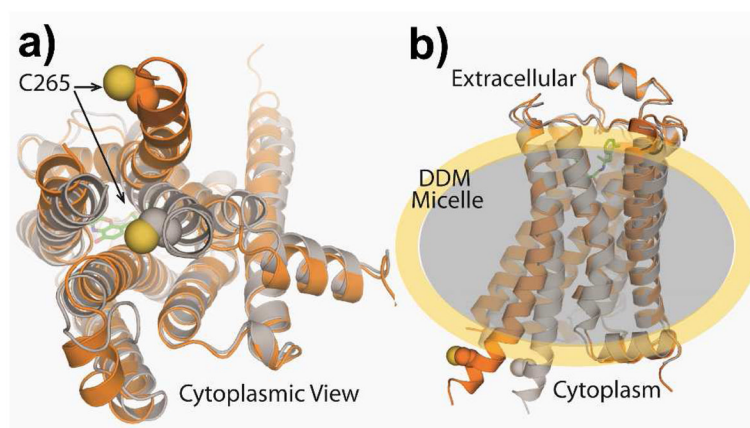 a)
C265
Cytoplasmic View
b)
Extracellular
DDM
Micelle
Cytoplasm